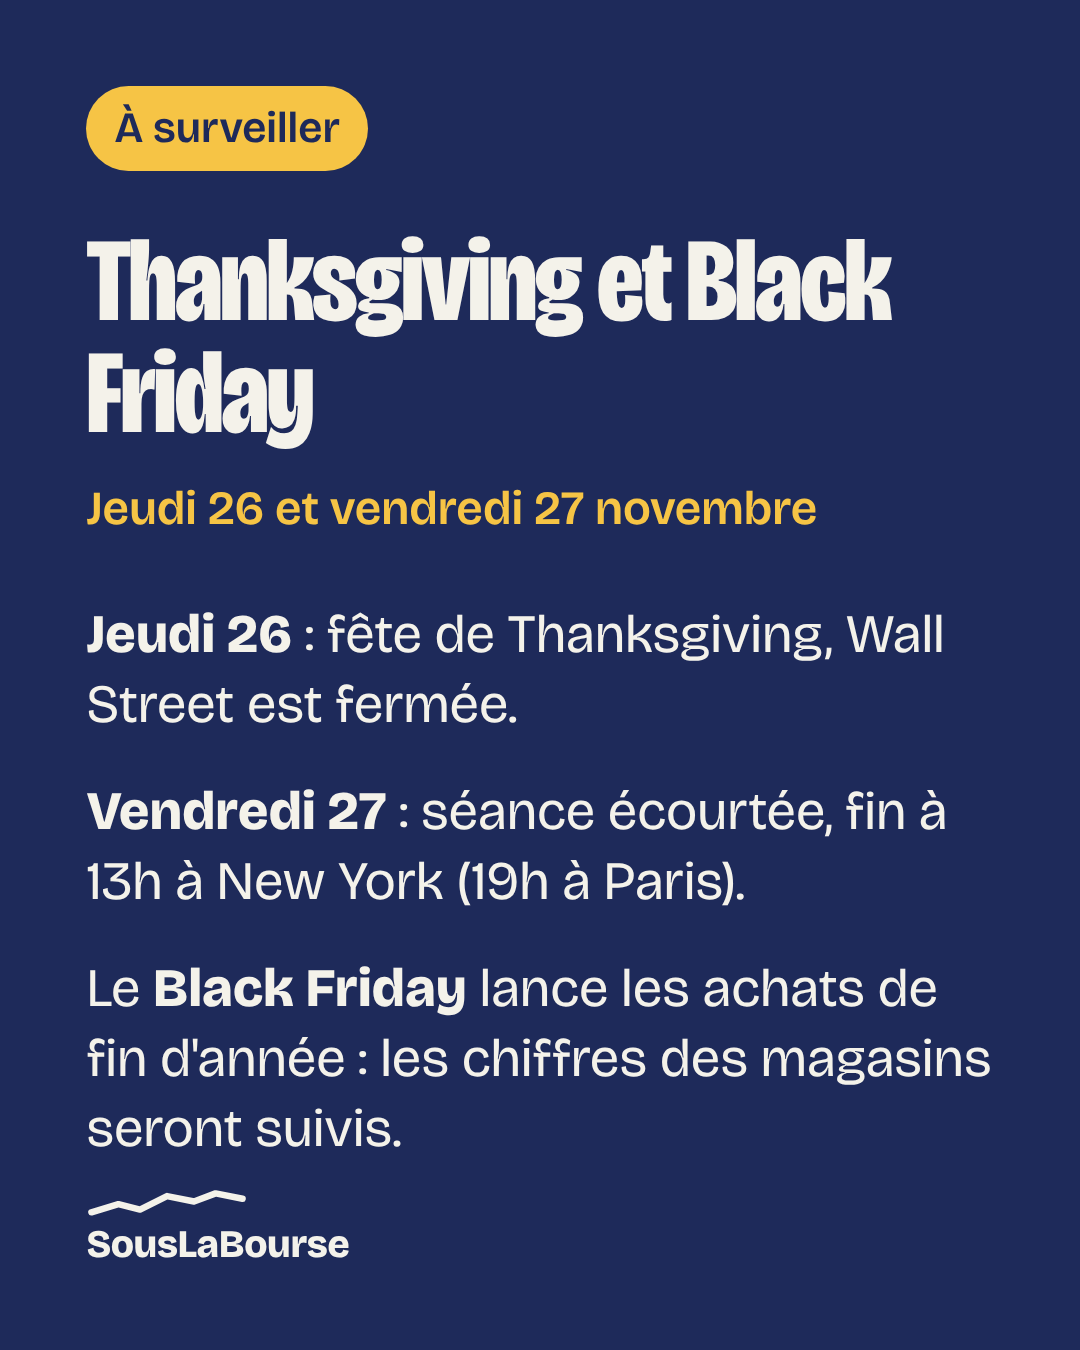 À surveiller
Thanksgiving et Black
Friday
Jeudi 26 et vendredi 27 novembre
Jeudi 26 : fête de Thanksgiving, Wall
Street est fermée.
Vendredi 27 : séance écourtée, fin à
13h à New York (19h à Paris).
Le Black Friday lance les achats de
fin d'année : les chiffres des magasins
seront suivis.
SousLaBourse